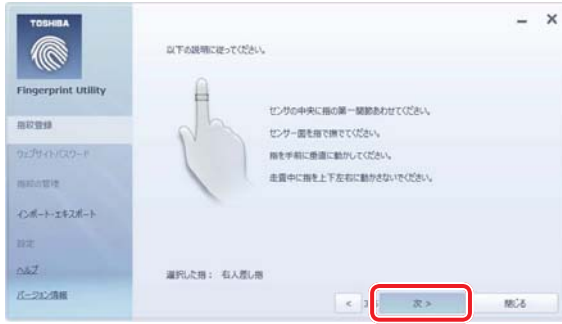 TOSHIBA
Fingerprint Utility
指紋登録
ウェブサイトパスワード
指紋の管理
インポート・エキスポート
設定
ヘルプ
バージョン情報
以下の説明に従ってください。
センサの中央に指の第一関節あわせてください。
センサー面を指で撫でてください。
指を手前に垂直に動かしてください。
走査中に指を上下左右に動かさないでください。
選択した指： 右人差し指
<
次 >
閉じる